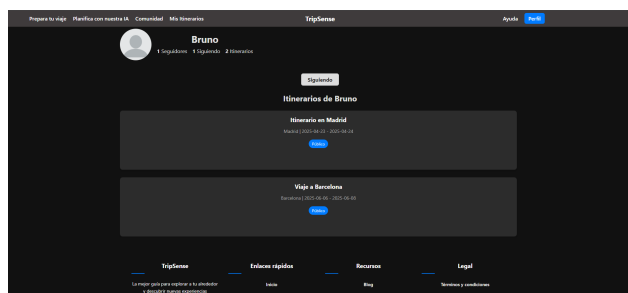 Prepara tu viaje Planifica con nuestra IA Comunidad Mis Itinerarios TripSense Ayuda Perfil
Bruno
1 Seguidores 1 Siguiendo 2 Itinerarios
Siguiendo
Itinerarios de Bruno
Itinerario en Madrid
Madrid | 2025-04-23 - 2025-04-24
Público
Viaje a Barcelona
Barcelona | 2025-06-06 - 2025-06-08
Público
TripSense Enlaces rápidos Recursos Legal
La mejor guía para explorar a tu alrededor Inicio Blog Términos y condiciones
y descubrir nuevas experiencias